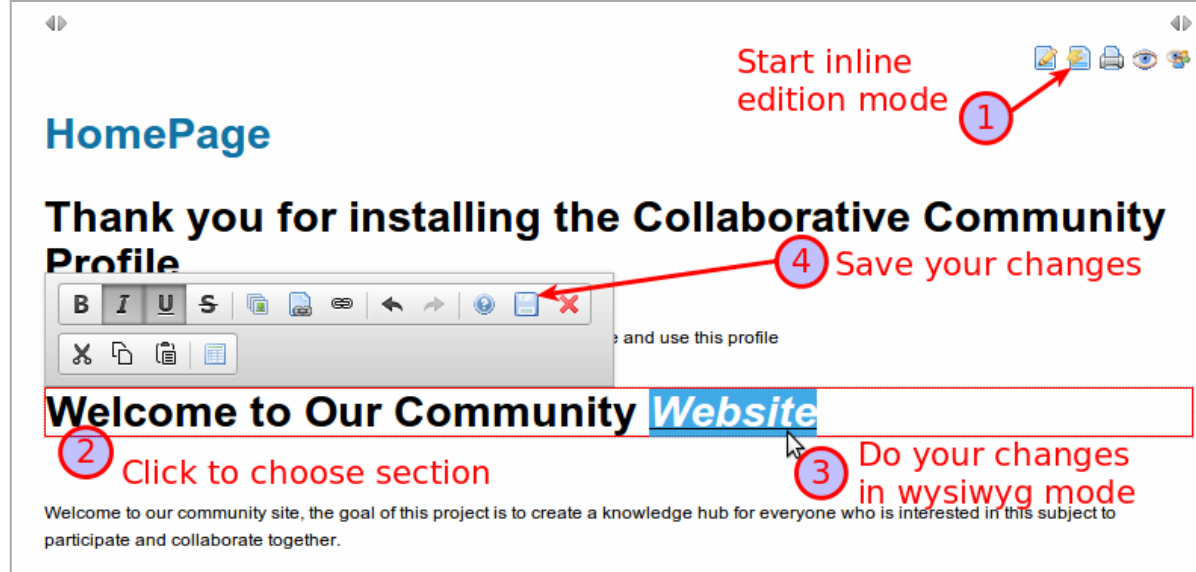 Start inline
edition mode
1
HomePage
Thank you for installing the Collaborative Community
Profile
4 Save your changes
B I U S
and use this profile
Welcome to Our Community Website
2
Click to choose section
3
Do your changes
in wysiwyg mode
Welcome to our community site, the goal of this project is to create a knowledge hub for everyone who is interested in this subject to
participate and collaborate together.